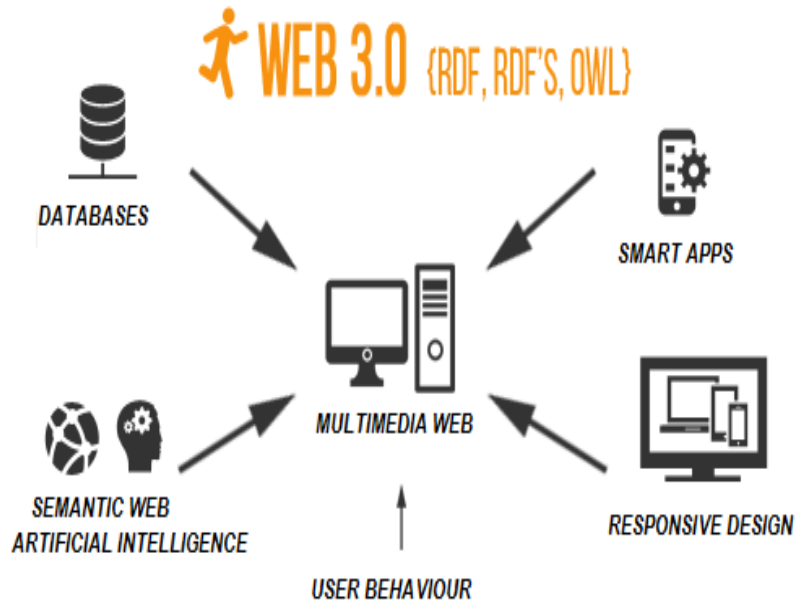 WEB 3.0 {RDF, RDF'S, OWL}
DATABASES
SMART APPS
MULTIMEDIA WEB
SEMANTIC WEB
ARTIFICIAL INTELLIGENCE
RESPONSIVE DESIGN
USER BEHAVIOUR